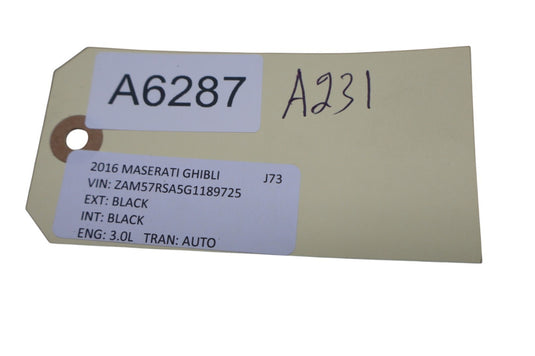 A6287
A231
2016 MASERATI GHIBLI J73
VIN: ZAM57RSA5G1189725
EXT: BLACK
INT: BLACK
ENG: 3.0L TRAN: AUTO